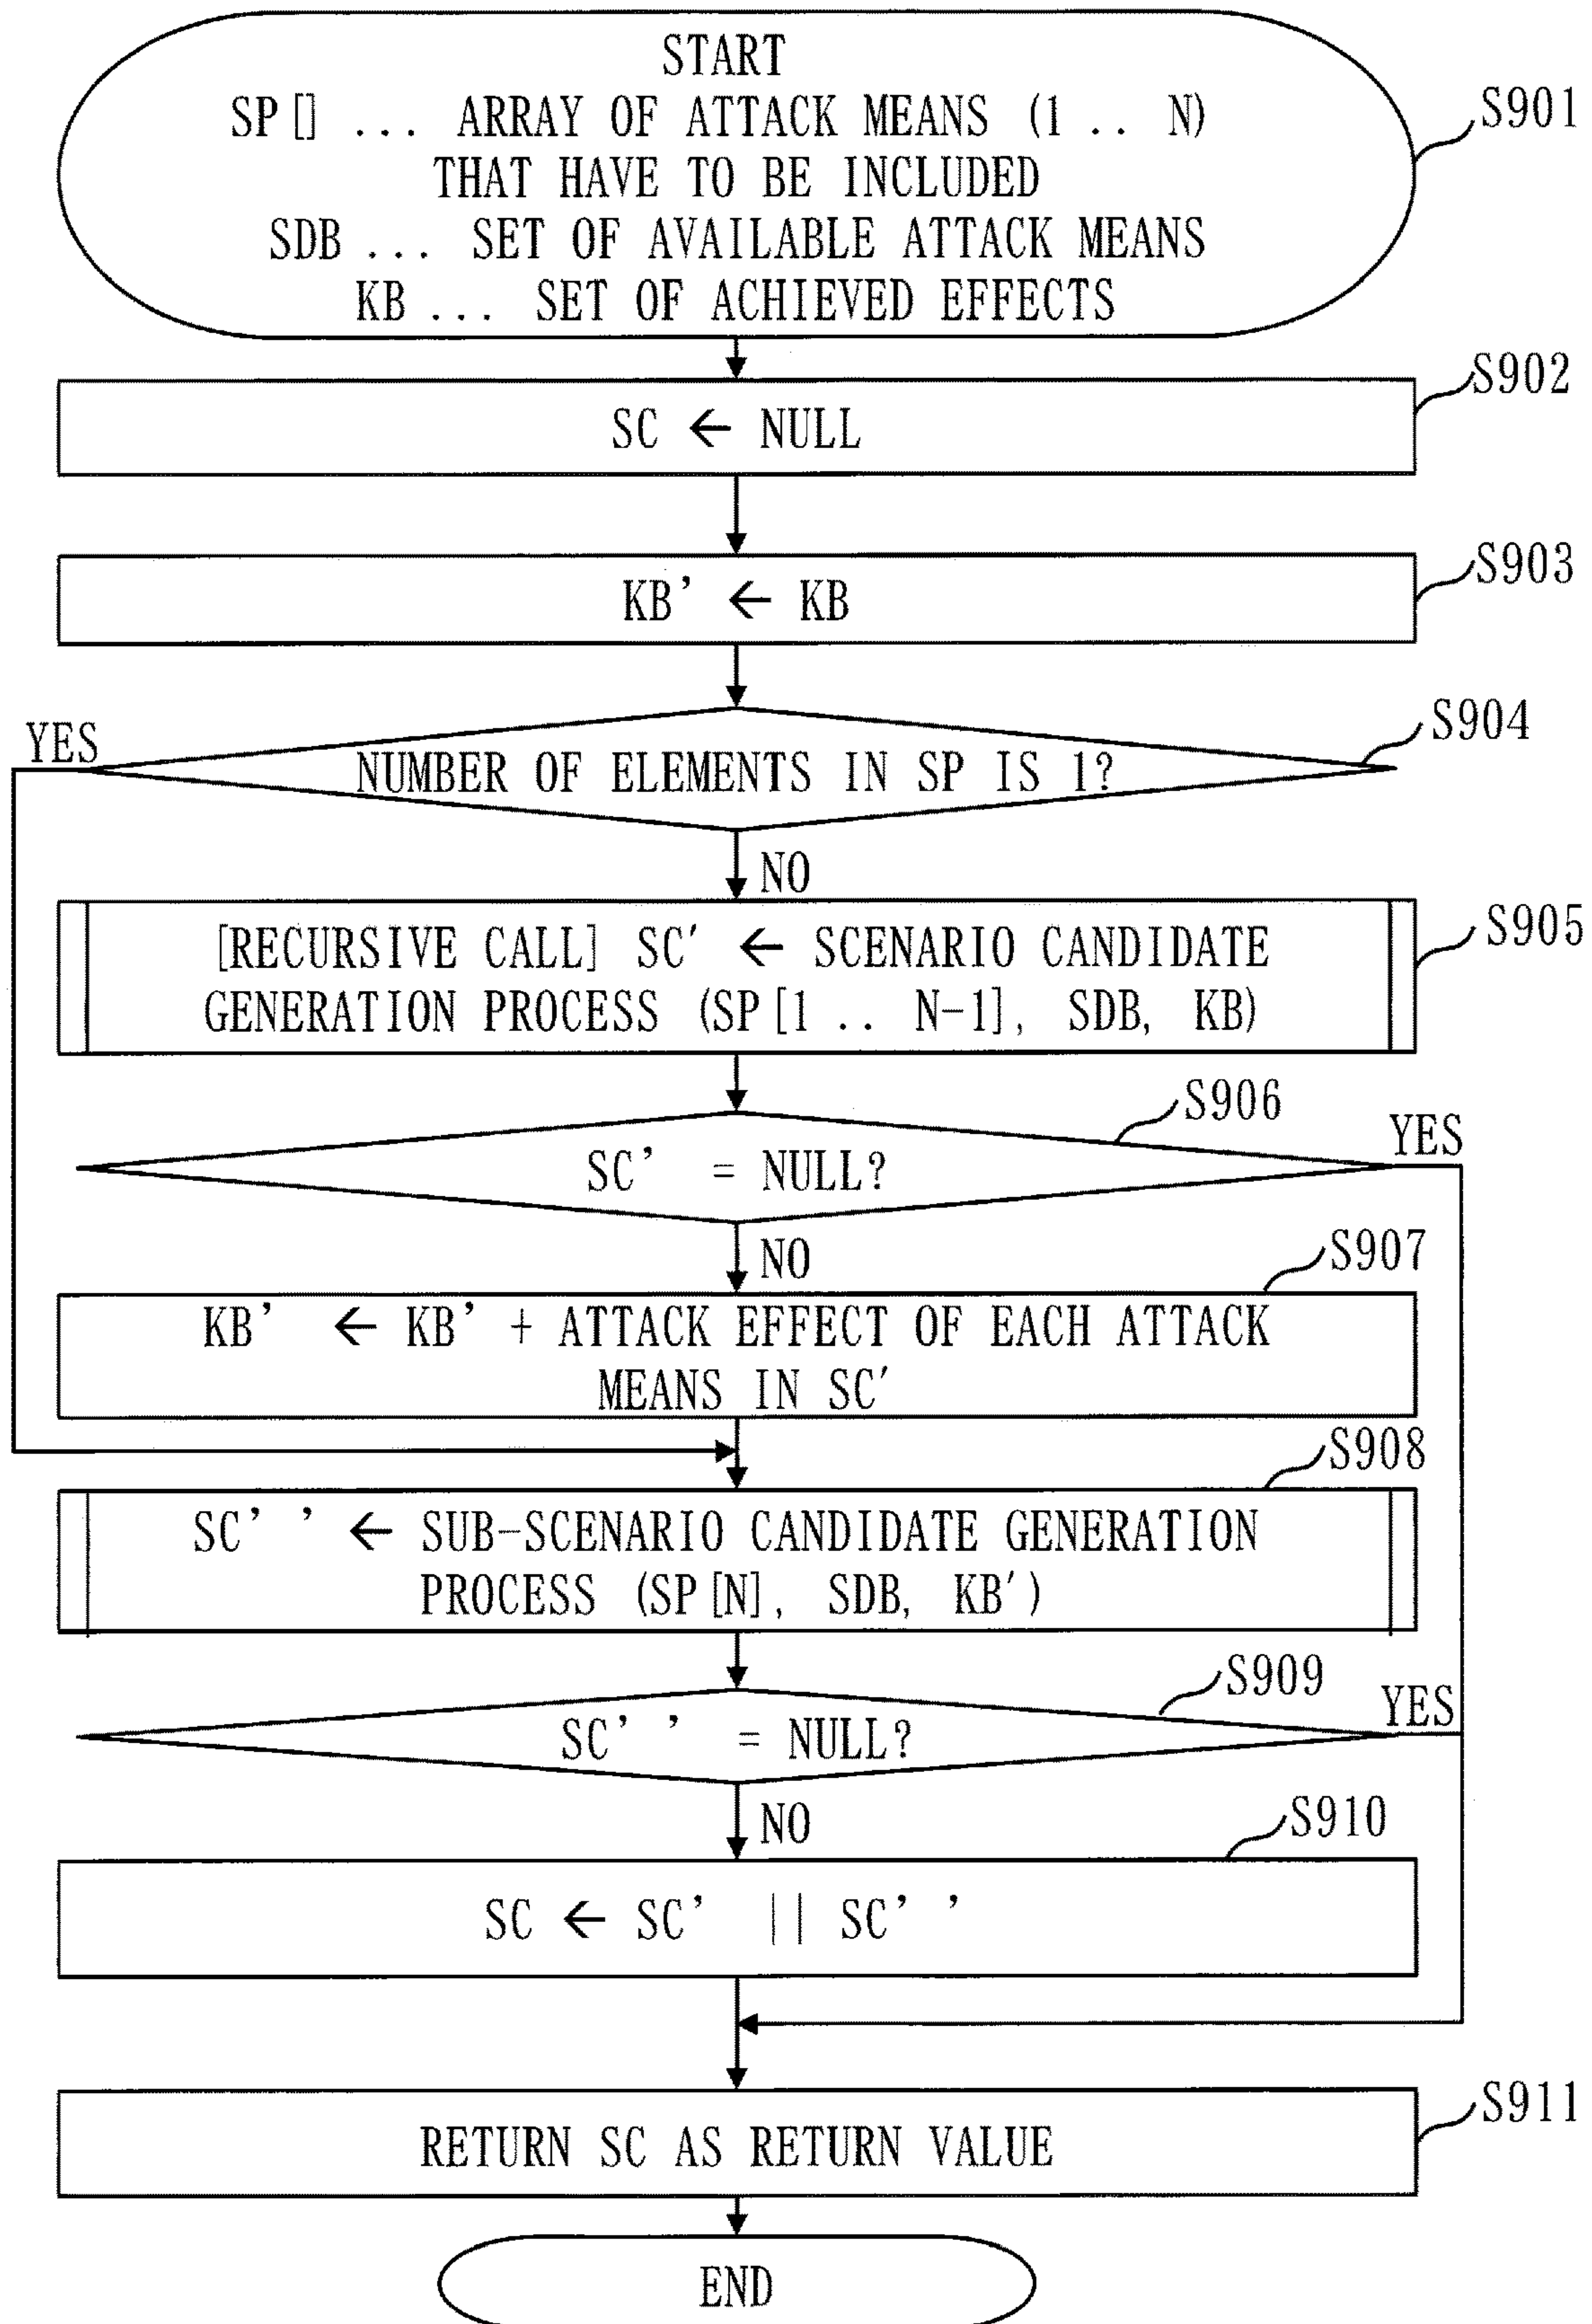 START
SP[] ... ARRAY OF ATTACK MEANS (1 .. N)
THAT HAVE TO BE INCLUDED
SDB ... SET OF AVAILABLE ATTACK MEANS
KB ... SET OF ACHIEVED EFFECTS
S901
S902
SC ← NULL
S903
KB' ← KB
YES
S904
NUMBER OF ELEMENTS IN SP IS 1?
NO
S905
[RECURSIVE CALL] SC' ← SCENARIO CANDIDATE
GENERATION PROCESS (SP[1 .. N-1], SDB, KB)
S906
YES
SC' = NULL?
NO
S907
KB' ← KB' + ATTACK EFFECT OF EACH ATTACK
MEANS IN SC'
S908
SC' ' ← SUB-SCENARIO CANDIDATE GENERATION
PROCESS (SP[N], SDB, KB')
S909
YES
SC' ' = NULL?
NO
S910
SC ← SC' || SC' '
S911
RETURN SC AS RETURN VALUE
END